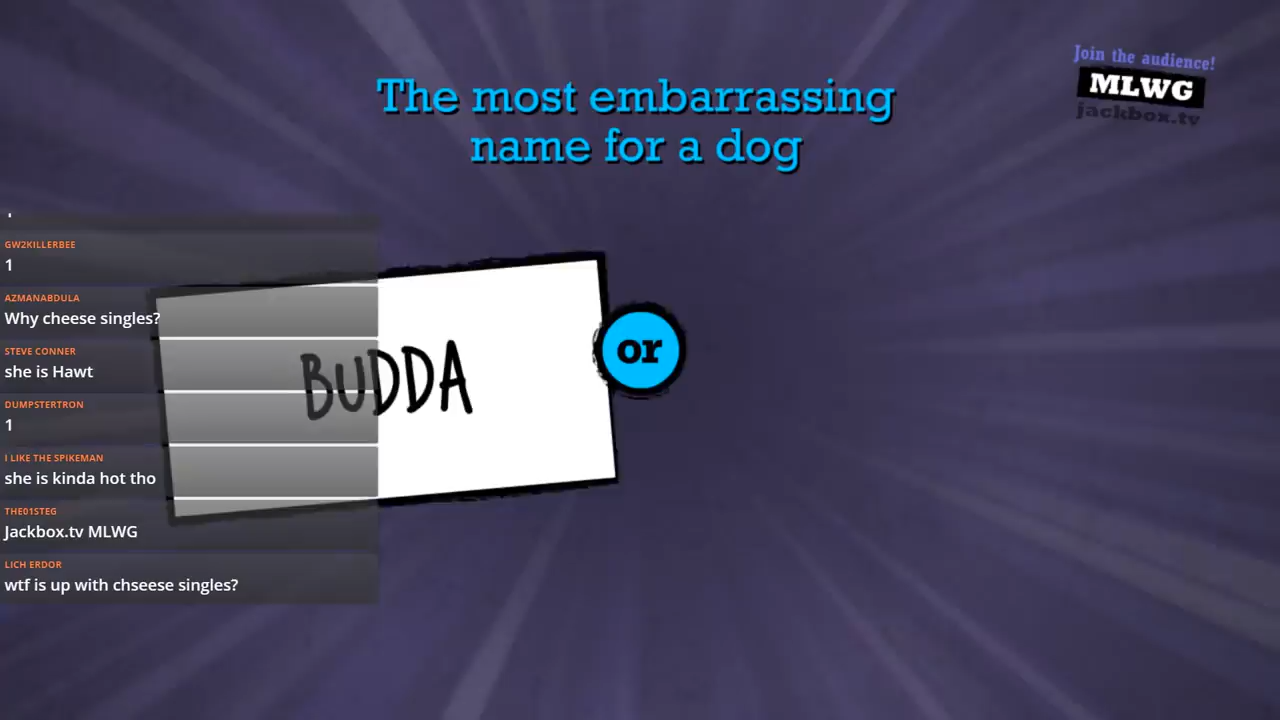 The most embarrassing
name for a dog
Join the audience!
MLWG
jackbox.tv
GW2KILLERBEE
1
AZMANABDULA
Why cheese singles?
STEVE CONNER
she is Hawt
DUMPSTERTRON
1
I LIKE THE SPIKEMAN
she is kinda hot tho
THE01STEG
Jackbox.tv MLWG
LICH ERDOR
wtf is up with chseese singles?
BUDDA
or